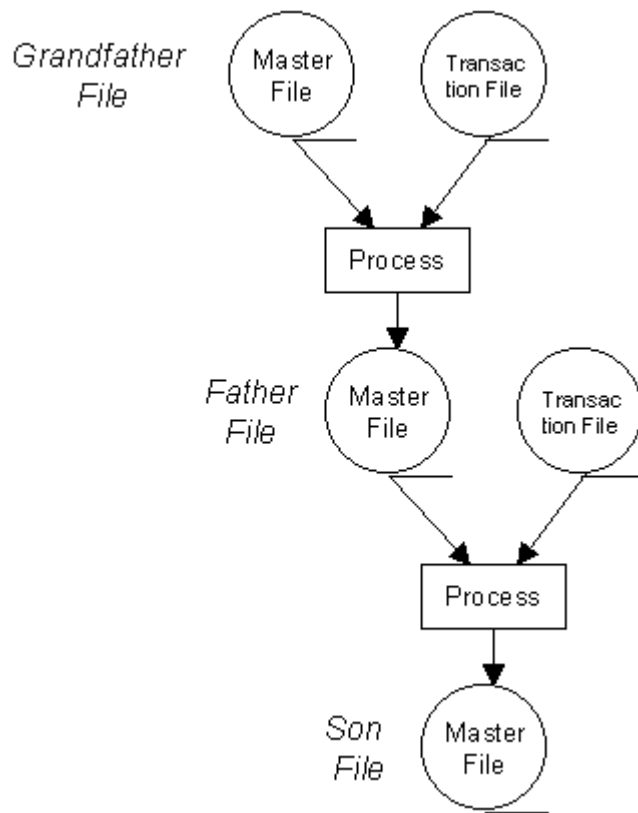 Grandfather
File
Master
File
Transac
tion File
Process
Father
File
Master
File
Transac
tion File
Process
Son
File
Master
File